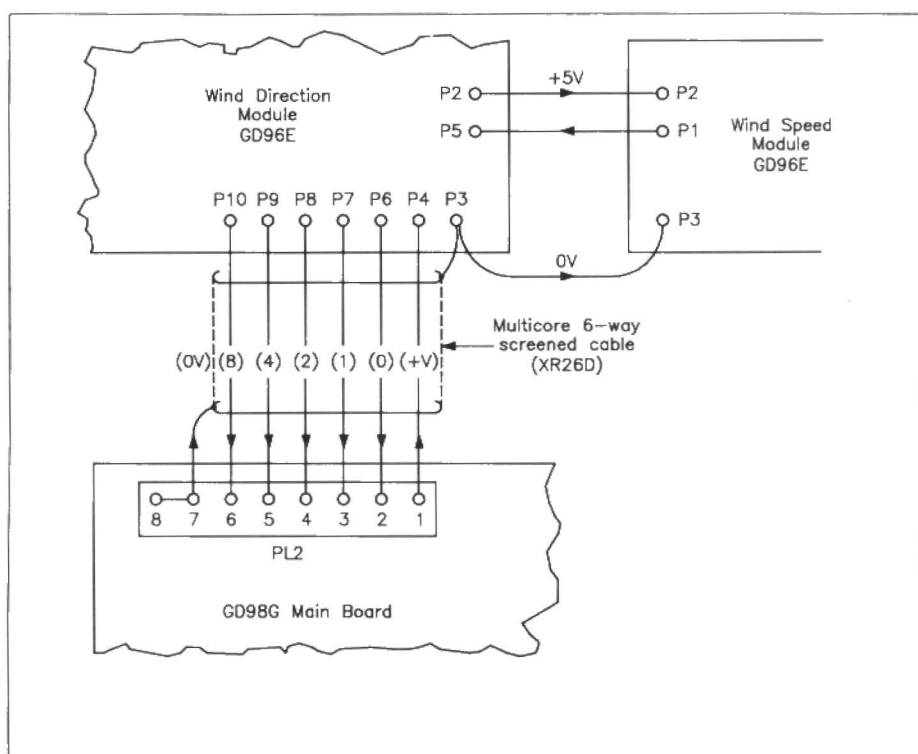 +5V
P2
P2
Wind Direction
Module
GD96E
P5
P1
Wind Speed
Module
GD96E
P10 P9 P8 P7 P6 P4 P3
P3
0V
Multicore 6-way
screened cable
(XR26D)
(0V) (8) (4) (2) (1) (0) (+V)
8 7 6 5 4 3 2 1
PL2
GD98G Main Board